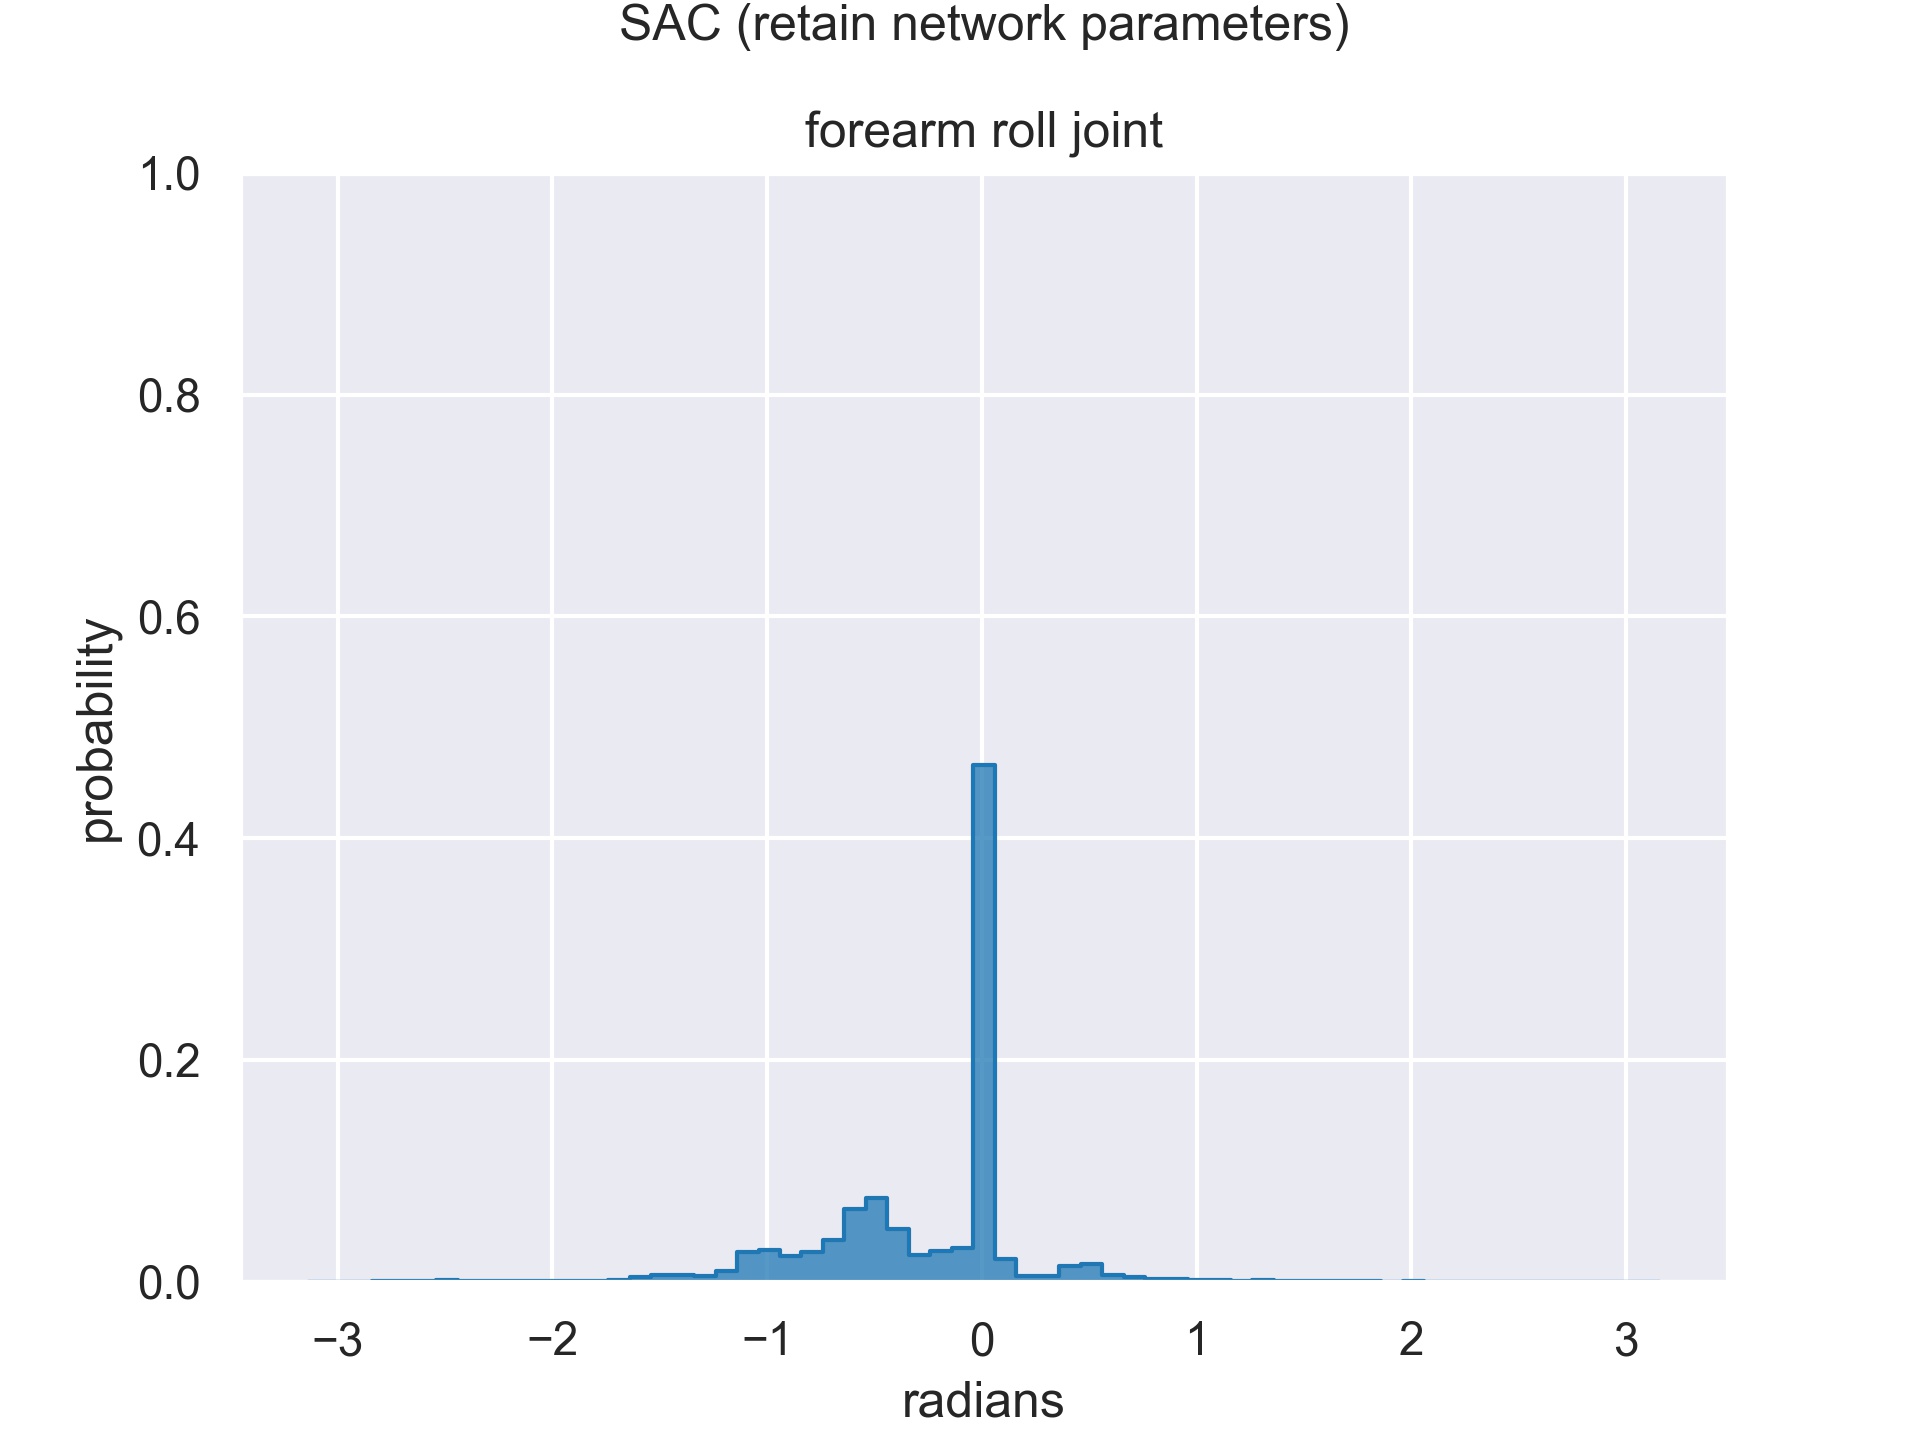 SAC (retain network parameters)
forearm roll joint
1.0
0.8
0.6
0.4
0.2
0.0
probability
−3 −2 −1 0 1 2 3
radians